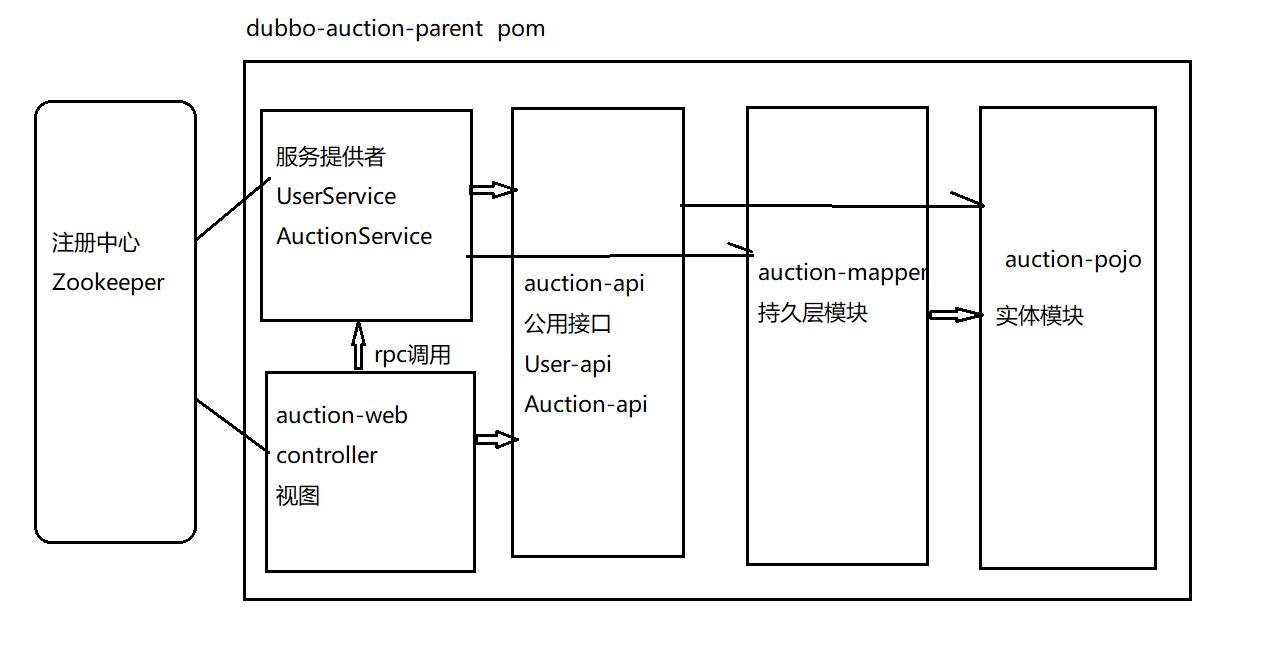 dubbo-auction-parent  pom
注册中心
Zookeeper
服务提供者
UserService
AuctionService
rpc调用
auction-web
controller
视图
auction-api
公用接口
User-api
Auction-api
auction-mapper
持久层模块
auction-pojo
实体模块